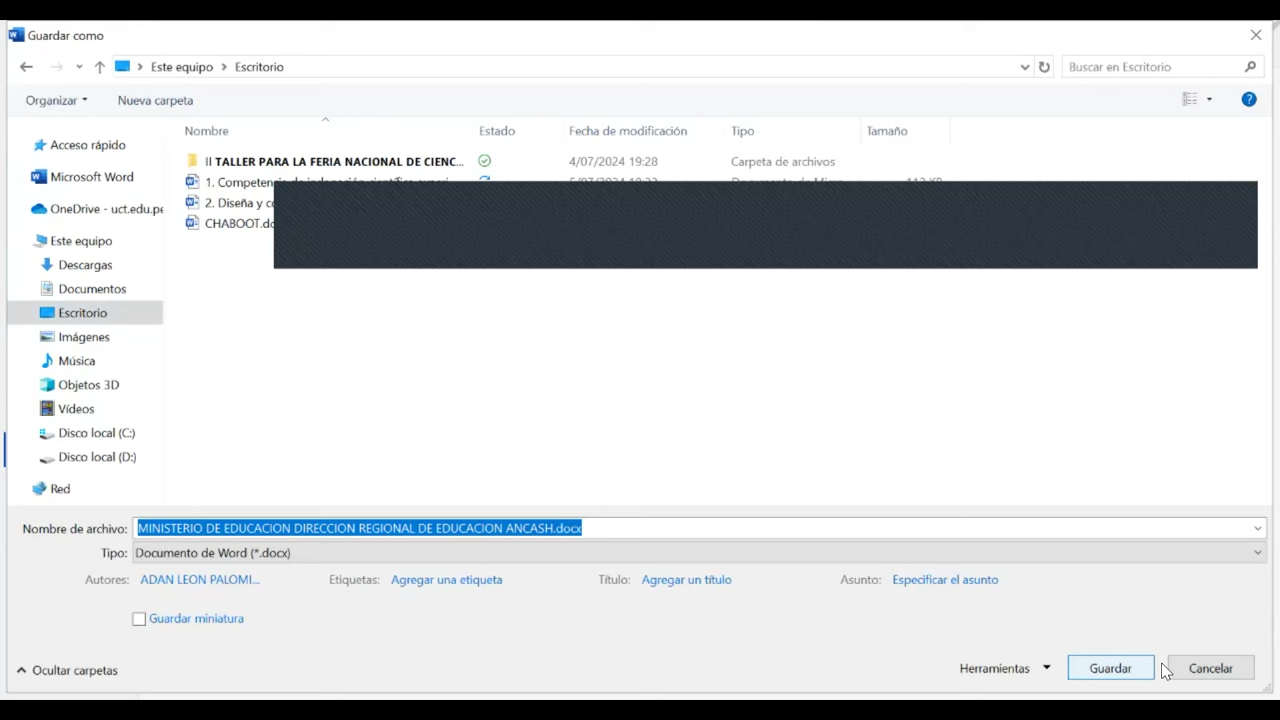 Guardar como
Este equipo > Escritorio
Buscar en Escritorio
Organizar
Nueva carpeta
Nombre
Estado
Fecha de modificación
Tipo
Tamaño
II TALLER PARA LA FERIA NACIONAL DE CIENC...
4/07/2024 19:28
Carpeta de archivos
1. Competencia
2. Diseña y
CHABOOT.
Acceso rápido
Microsoft Word
OneDrive - uct.edu.pe
Este equipo
Descargas
Documentos
Escritorio
Imágenes
Música
Objetos 3D
Vídeos
Disco local (C:)
Disco local (D:)
Red
Nombre de archivo: MINISTERIO DE EDUCACION DIRECCION REGIONAL DE EDUCACION ANCASH.docx
Tipo: Documento de Word (*.docx)
Autores: ADAN LEON PALOMI...
Etiquetas: Agregar una etiqueta
Título: Agregar un título
Asunto: Especificar el asunto
Guardar miniatura
Ocultar carpetas
Herramientas
Guardar
Cancelar